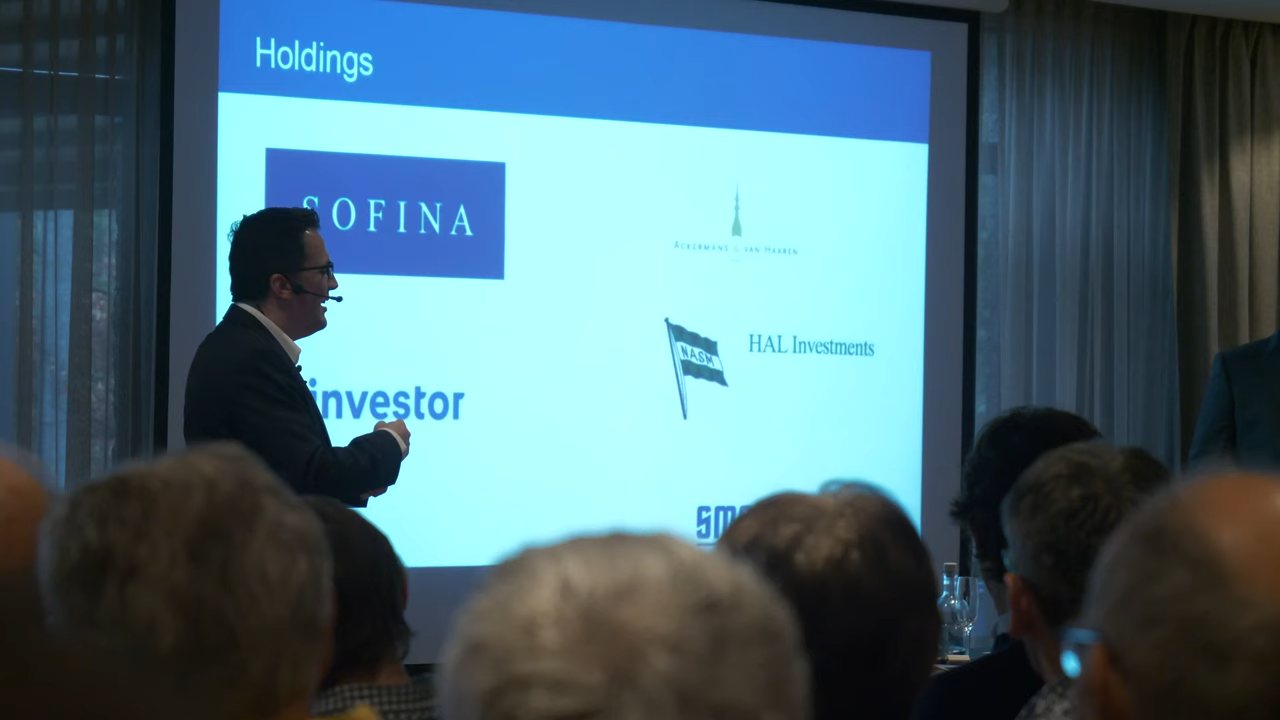 Holdings
SOFINA
ACKERMANS & VAN HAAREN
NASM
HAL Investments
investor